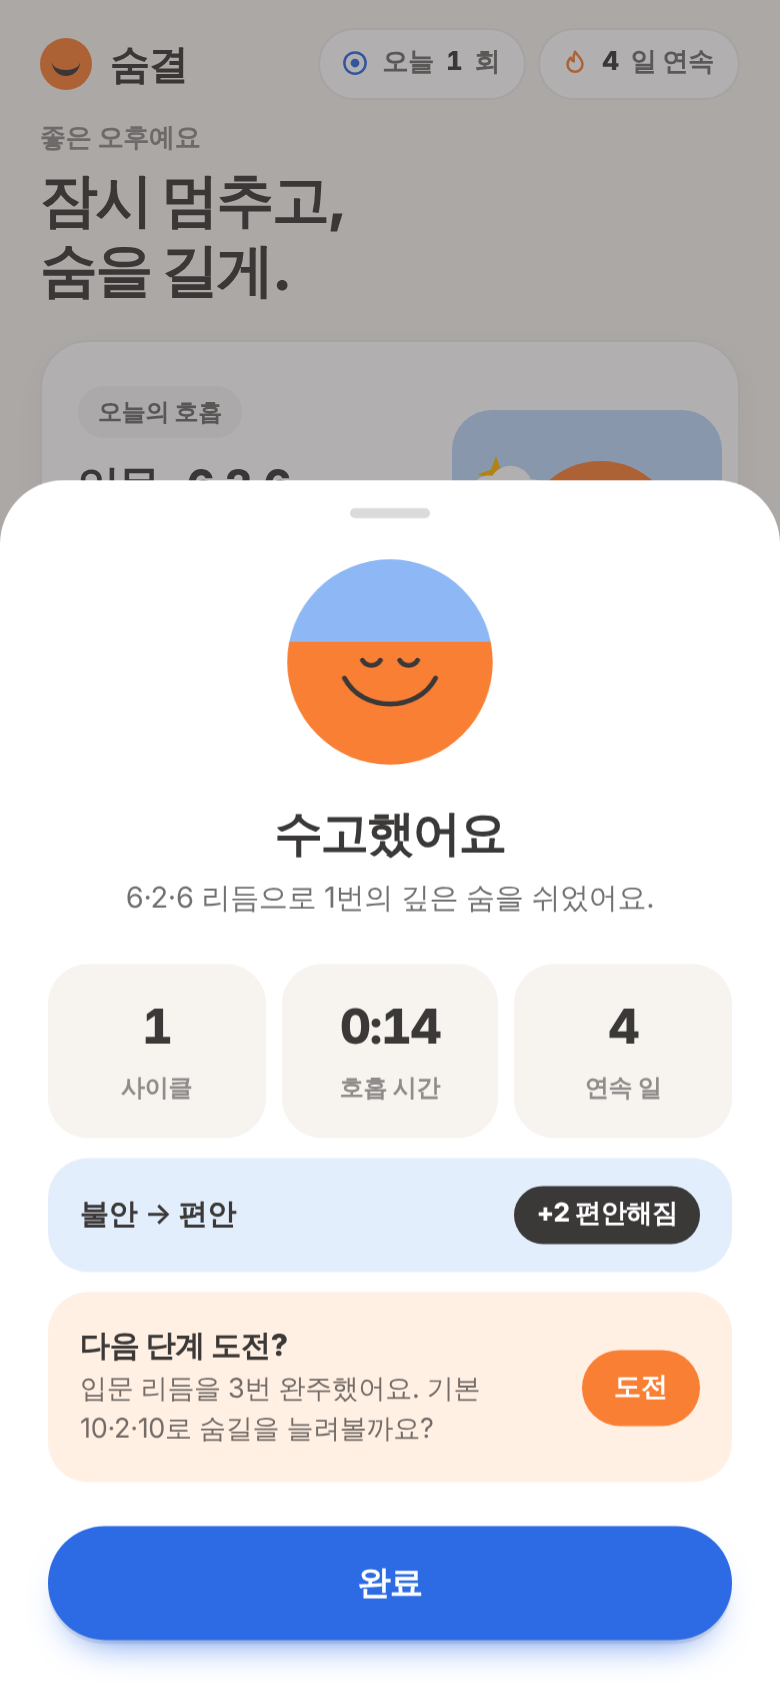 숨결
오늘 1 회
4 일 연속
좋은 오후예요
잠시 멈추고,
숨을 길게.
오늘의 호흡
수고했어요
6·2·6 리듬으로 1번의 깊은 숨을 쉬었어요.
1
0:14
4
사이클
호흡 시간
연속 일
불안 → 편안
+2 편안해짐
다음 단계 도전?
입문 리듬을 3번 완주했어요. 기본
10·2·10로 숨길을 늘려볼까요?
도전
완료